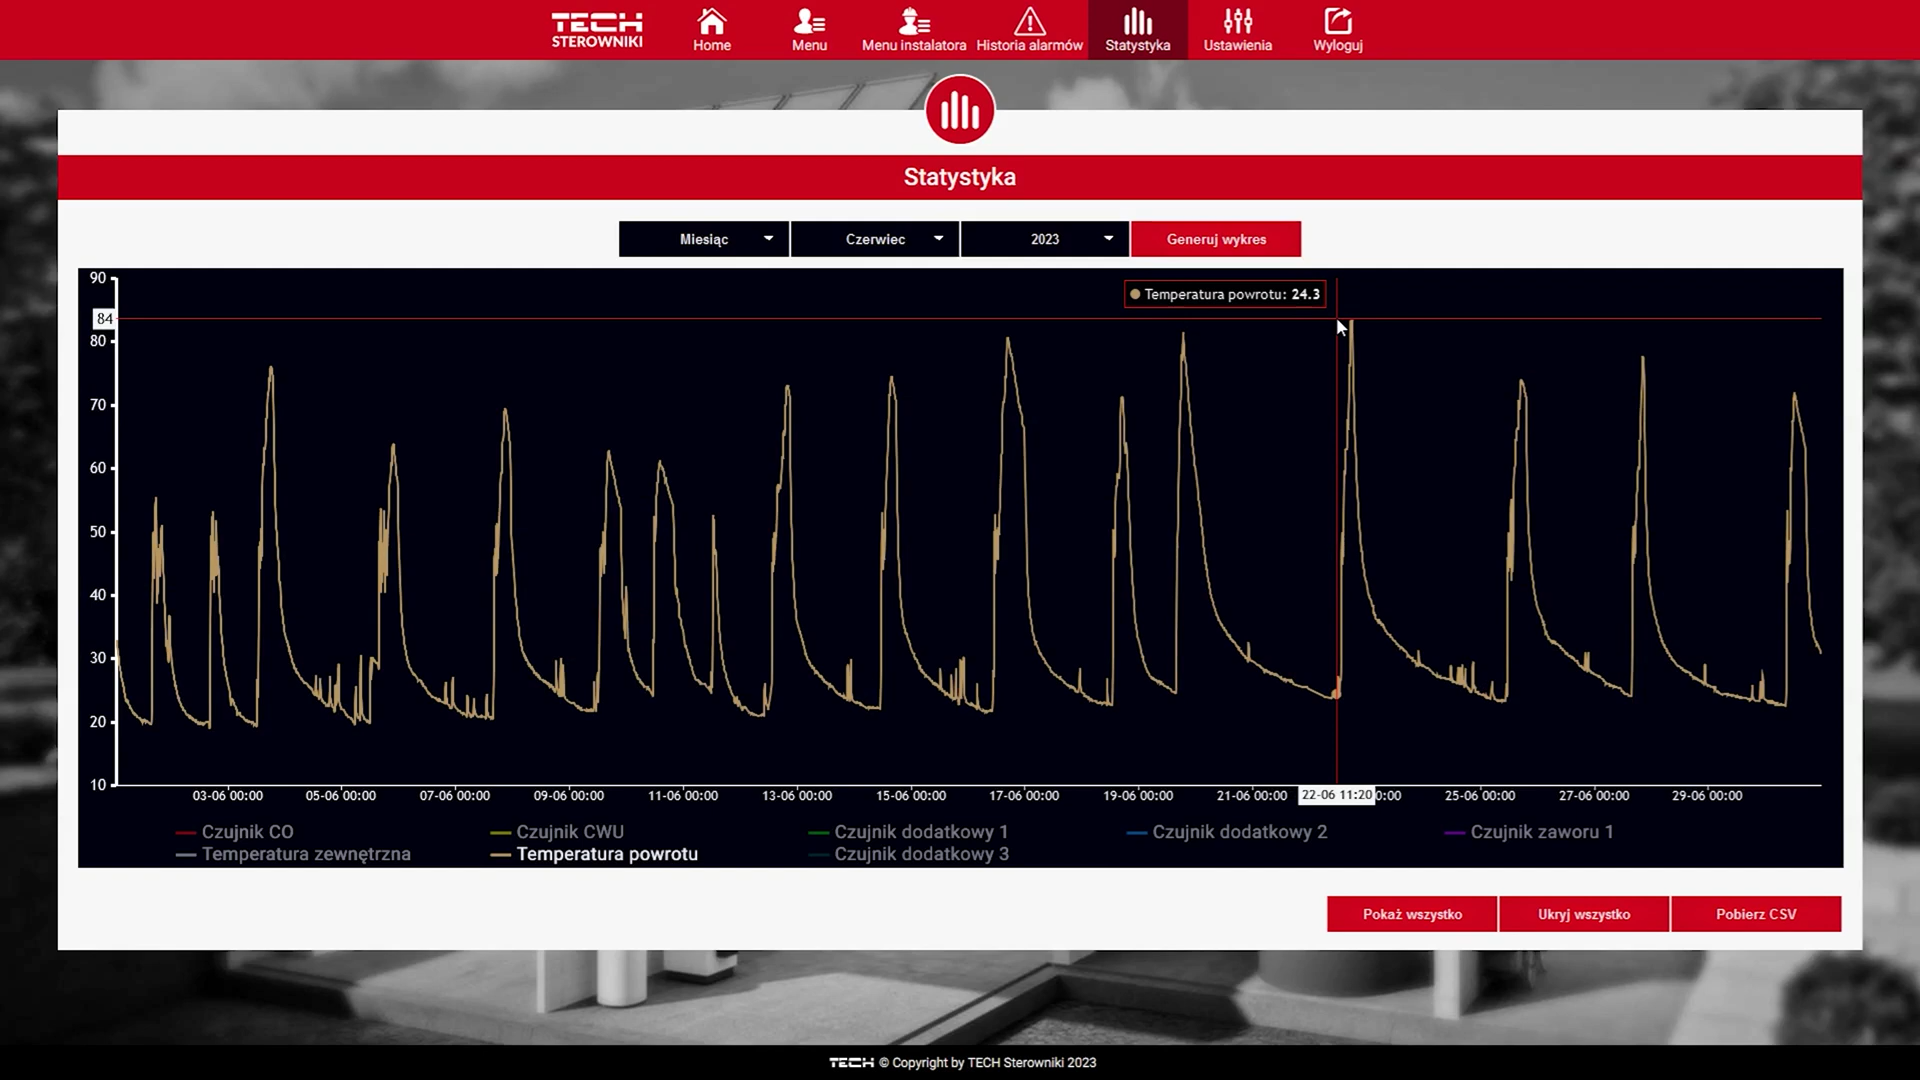 TECH
STEROWNIKI
Home
Menu
Menu instalatora
Historia alarmów
Statystyka
Ustawienia
Wyloguj
Statystyka
Miesiąc
Czerwiec
2023
Generuj wykres
Temperatura powrotu: 24.3
90
84
80
70
60
50
40
30
20
10
03-06 00:00
05-06 00:00
07-06 00:00
09-06 00:00
11-06 00:00
13-06 00:00
15-06 00:00
17-06 00:00
19-06 00:00
21-06 00:00
22-06 11:20
0:00
25-06 00:00
27-06 00:00
29-06 00:00
Czujnik CO
Czujnik CWU
Czujnik dodatkowy 1
Czujnik dodatkowy 2
Czujnik zaworu 1
Temperatura zewnętrzna
Temperatura powrotu
Czujnik dodatkowy 3
Pokaż wszystko
Ukryj wszystko
Pobierz CSV
TECH © Copyright by TECH Sterowniki 2023